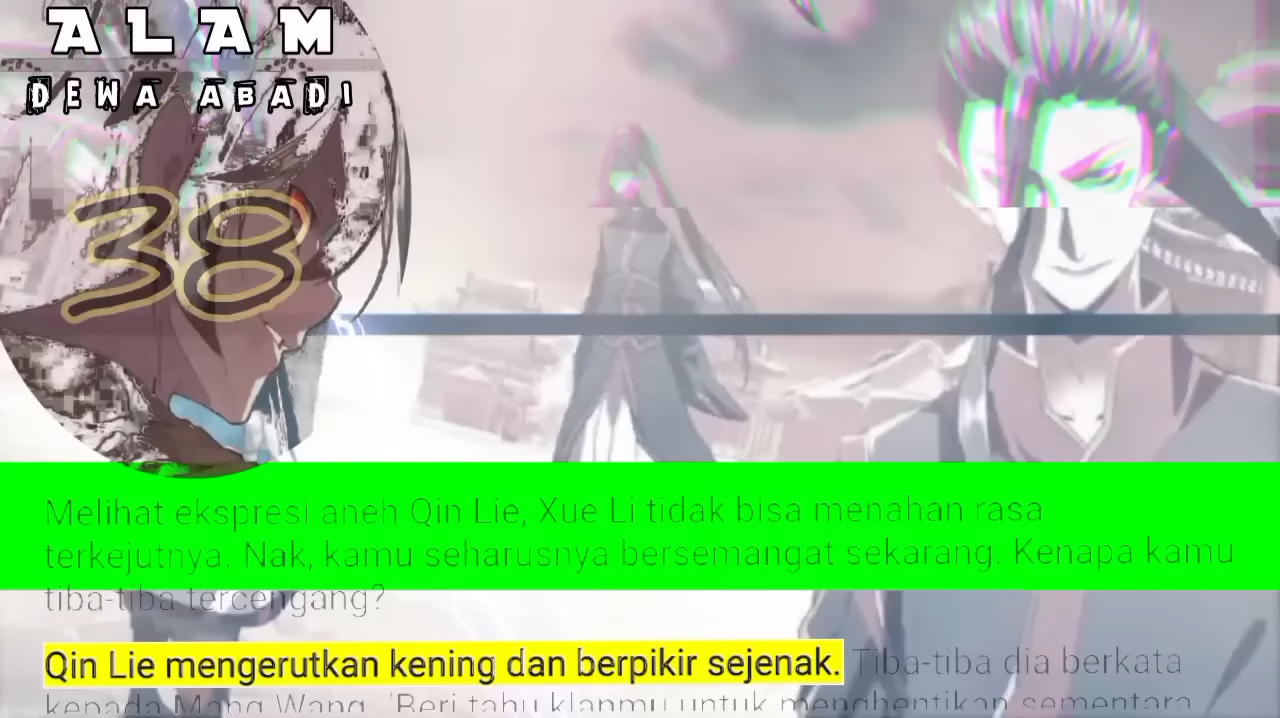 ALAM
DEWA ABADI
38
Melihat ekspresi aneh Qin Lie, Xue Li tidak bisa menahan rasa
terkejutnya. Nak, kamu seharusnya bersemangat sekarang. Kenapa kamu
tiba-tiba tercengang?
Qin Lie mengerutkan kening dan berpikir sejenak. Tiba-tiba dia berkata
kepada Mang Wang, 'Beri tahu klanmu untuk menghentikan sementara